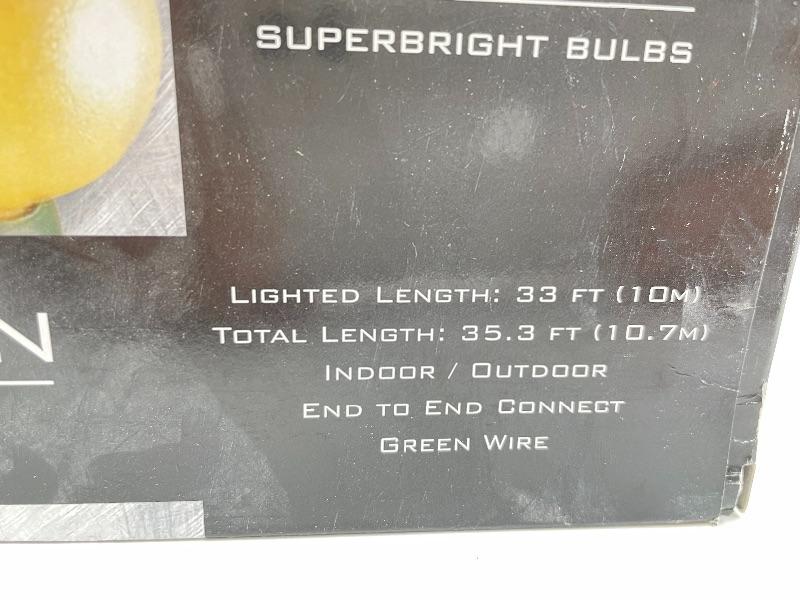 SUPERBRIGHT BULBS
LIGHTED LENGTH: 33 FT (10M)
TOTAL LENGTH: 35.3 FT (10.7M)
INDOOR / OUTDOOR
END TO END CONNECT
GREEN WIRE